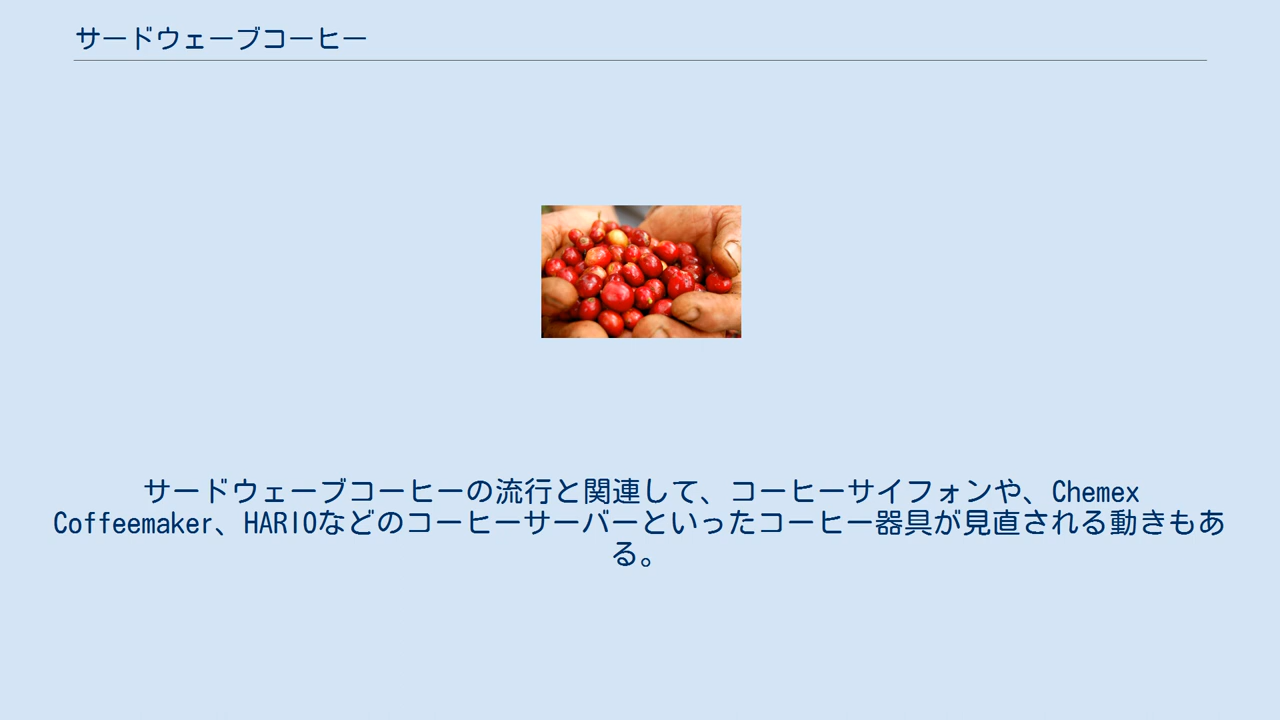 サードウェーブコーヒー
サードウェーブコーヒーの流行と関連して、コーヒーサイフォンや、Chemex
Coffeemaker、HARIOなどのコーヒーサーバーといったコーヒー器具が見直される動きもあ
る。